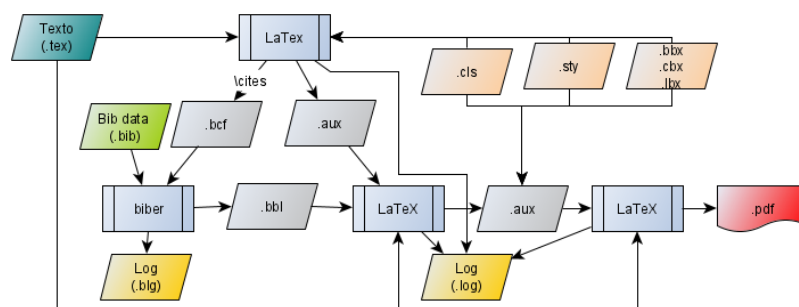 Texto
(.tex)
LaTex
.cls
.sty
.bbx
.cbx
.lbx
\cites
Bib data
(.bib)
.bcf
.aux
biber
.bbl
LaTeX
.aux
LaTeX
.pdf
Log
(.blg)
Log
(.log)